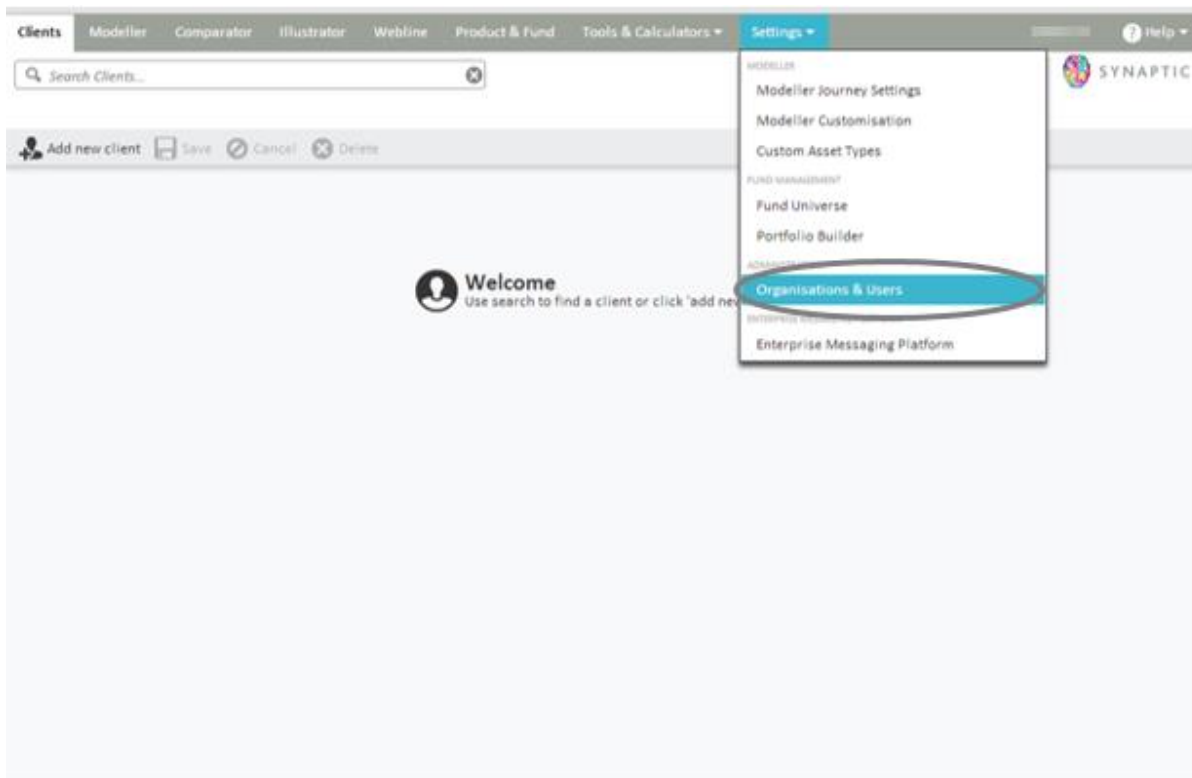 Clients Modeller Comparator Illustrator Webline Product & Fund Tools & Calculators Settings Help
Search Clients...
SYNAPTIC
MODELLER
Modeller Journey Settings
Modeller Customisation
Custom Asset Types
Add new client Save Cancel Delete
FUND MANAGEMENT
Fund Universe
Portfolio Builder
Welcome
Use search to find a client or click 'add new
Organisations & Users
Enterprise Messaging Platform